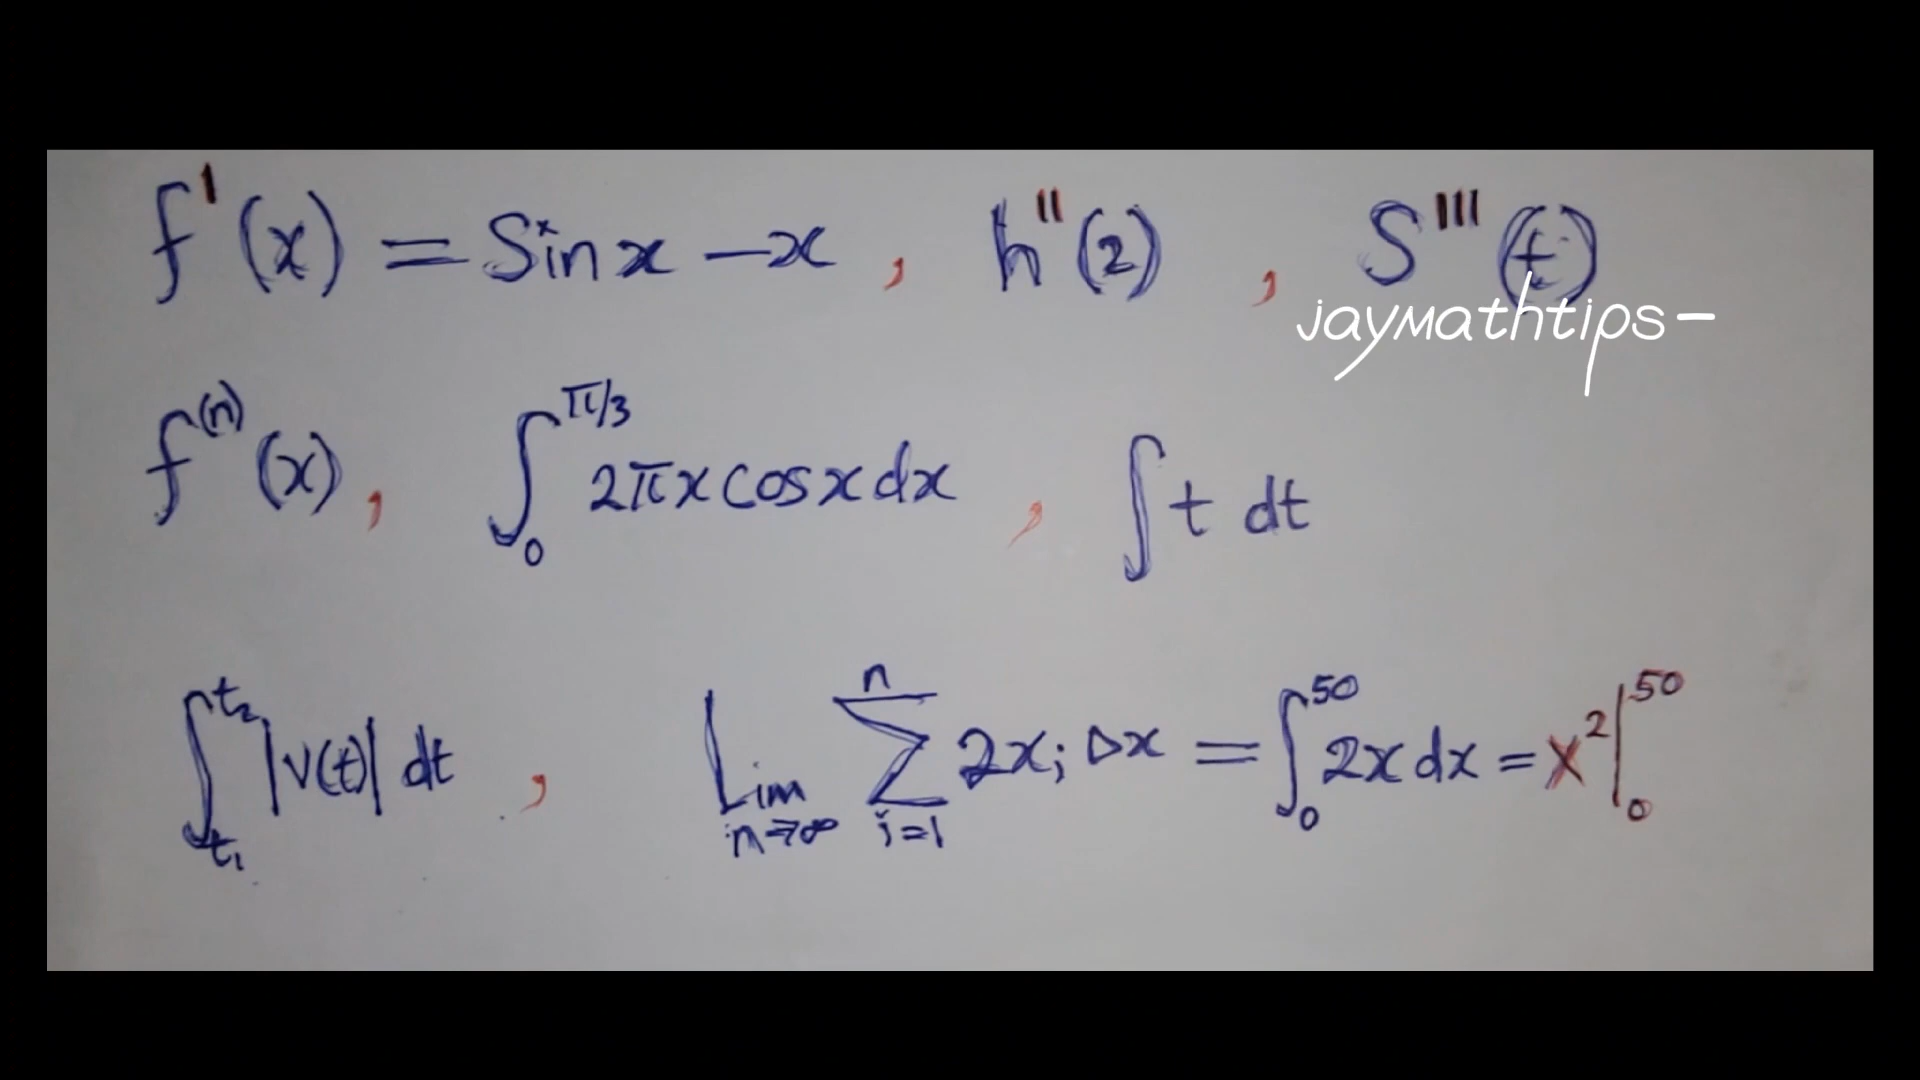 f'(x) = Sin x − x , h''(2) , S'''(t)
jaymathtips-
f⁽ⁿ⁾(x) , ∫₀^π/3 2πx cos x dx , ∫ t dt
∫_t₁^t₂ |v(t)| dt , Lim_n→∞ Σ_i=1^n 2xᵢ Δx = ∫₀^50 2x dx = x² |₀^50